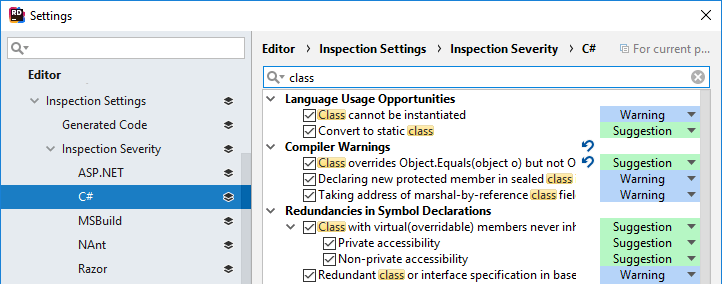 RD
Settings
Editor
Inspection Settings
Generated Code
Inspection Severity
ASP.NET
C#
MSBuild
NAnt
Razor
Editor › Inspection Settings › Inspection Severity › C# For current p...
class
Language Usage Opportunities
Class cannot be instantiated Warning
Convert to static class Suggestion
Compiler Warnings
Class overrides Object.Equals(object o) but not O Suggestion
Declaring new protected member in sealed class Warning
Taking address of marshal-by-reference class fiel Warning
Redundancies in Symbol Declarations
Class with virtual(overridable) members never inh Suggestion
Private accessibility Suggestion
Non-private accessibility Suggestion
Redundant class or interface specification in base Warning